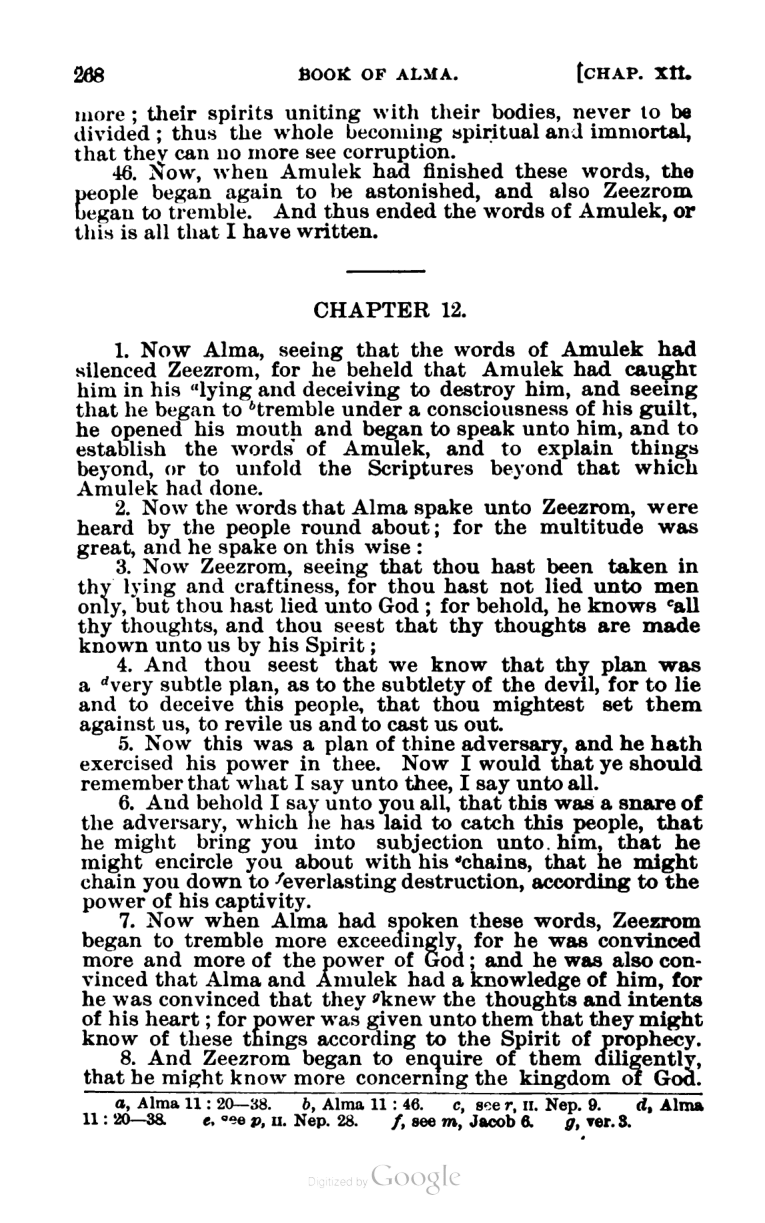 268 BOOK OF ALMA. [CHAP. XII.
more ; their spirits uniting with their bodies, never to be
divided ; thus the whole becoming spiritual and immortal,
that they can no more see corruption.
46. Now, when Amulek had finished these words, the
people began again to be astonished, and also Zeezrom
began to tremble. And thus ended the words of Amulek, or
this is all that I have written.
CHAPTER 12.
1. Now Alma, seeing that the words of Amulek had
silenced Zeezrom, for he beheld that Amulek had caught
him in his ᵃlying and deceiving to destroy him, and seeing
that he began to ᵇtremble under a consciousness of his guilt,
he opened his mouth and began to speak unto him, and to
establish the words of Amulek, and to explain things
beyond, or to unfold the Scriptures beyond that which
Amulek had done.
2. Now the words that Alma spake unto Zeezrom, were
heard by the people round about ; for the multitude was
great, and he spake on this wise :
3. Now Zeezrom, seeing that thou hast been taken in
thy lying and craftiness, for thou hast not lied unto men
only, but thou hast lied unto God ; for behold, he knows ᶜall
thy thoughts, and thou seest that thy thoughts are made
known unto us by his Spirit ;
4. And thou seest that we know that thy plan was
a ᵈvery subtle plan, as to the subtlety of the devil, for to lie
and to deceive this people, that thou mightest set them
against us, to revile us and to cast us out.
5. Now this was a plan of thine adversary, and he hath
exercised his power in thee. Now I would that ye should
remember that what I say unto thee, I say unto all.
6. And behold I say unto you all, that this was a snare of
the adversary, which he has laid to catch this people, that
he might bring you into subjection unto him, that he
might encircle you about with his ᵉchains, that he might
chain you down to ᶠeverlasting destruction, according to the
power of his captivity.
7. Now when Alma had spoken these words, Zeezrom
began to tremble more exceedingly, for he was convinced
more and more of the power of God ; and he was also con-
vinced that Alma and Amulek had a knowledge of him, for
he was convinced that they ᵍknew the thoughts and intents
of his heart ; for power was given unto them that they might
know of these things according to the Spirit of prophecy.
8. And Zeezrom began to enquire of them diligently,
that he might know more concerning the kingdom of God.
a, Alma 11 : 20—38. b, Alma 11 : 46. c, see r, II. Nep. 9. d, Alma
11 : 20—38. e, see p, II. Nep. 28. f, see m, Jacob 6. g, ver. 3.
Digitized by Google